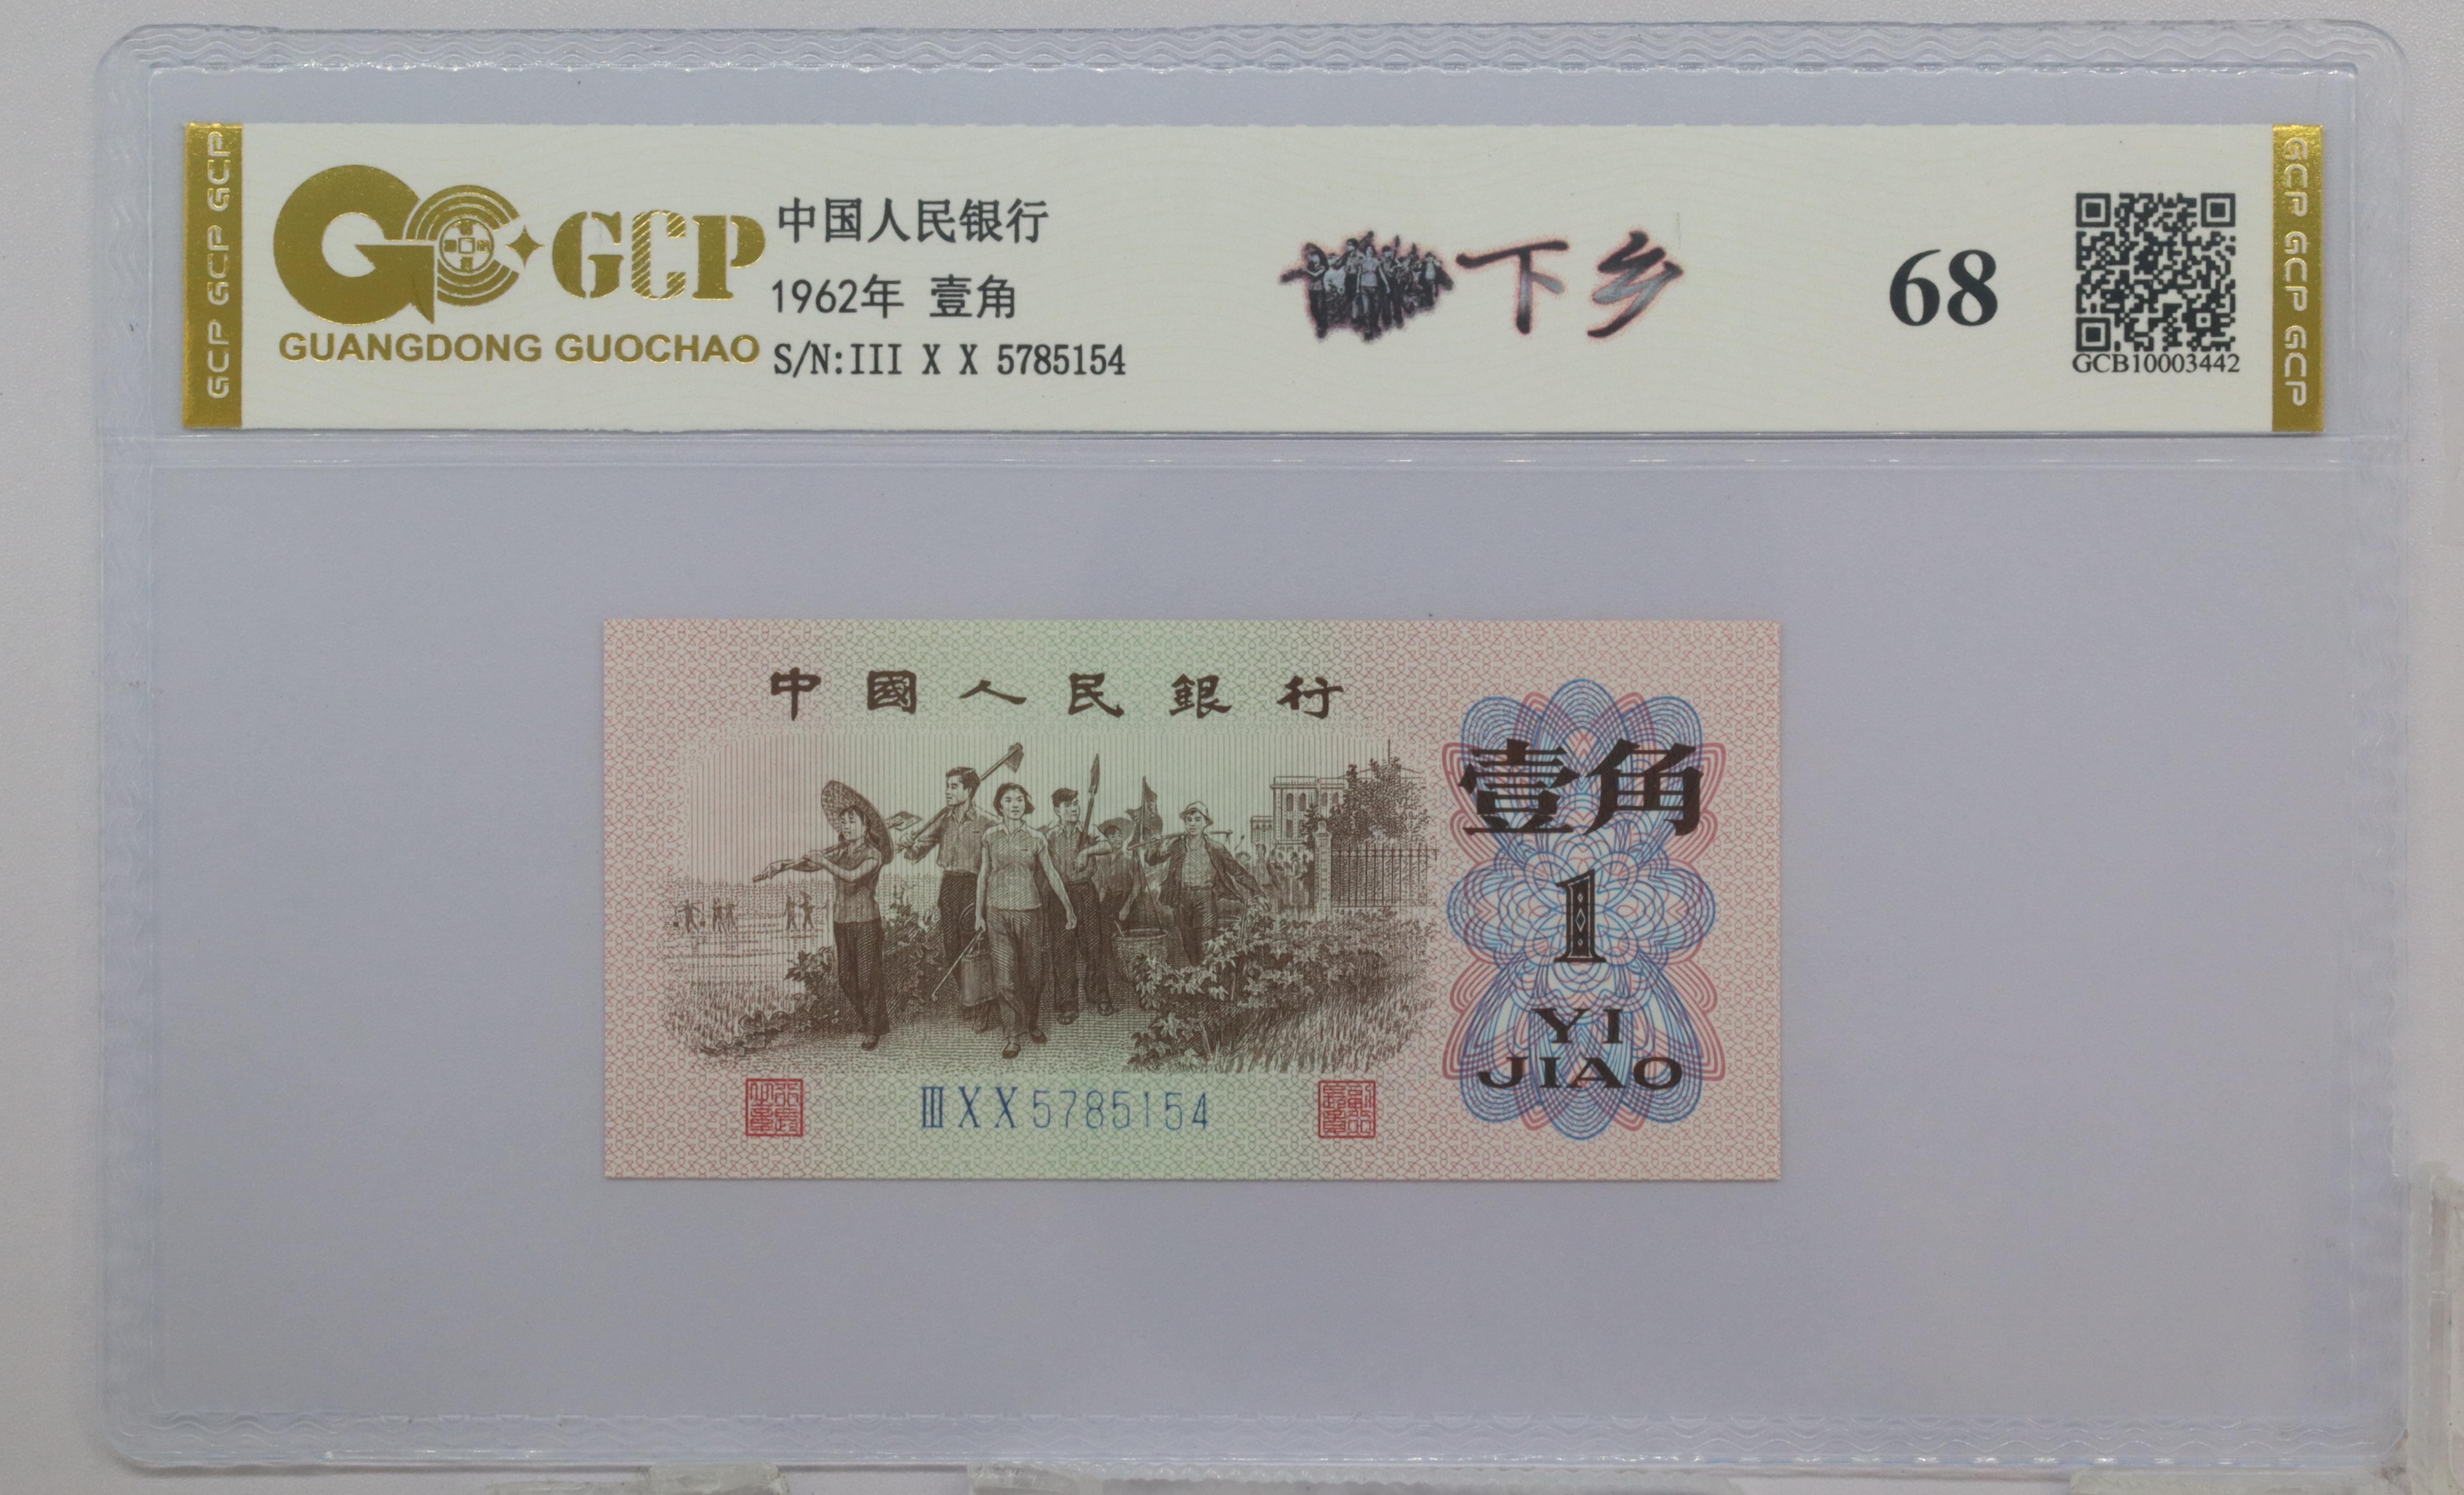 GCP GCP GCP GCP
GCP
GUANGDONG GUOCHAO
中国人民银行
1962年 壹角
S/N:III X X 5785154
下乡
68
GCB10003442
GCP GCP GCP GCP
中國人民銀行
壹角
1
YI
JIAO
III X X 5785154